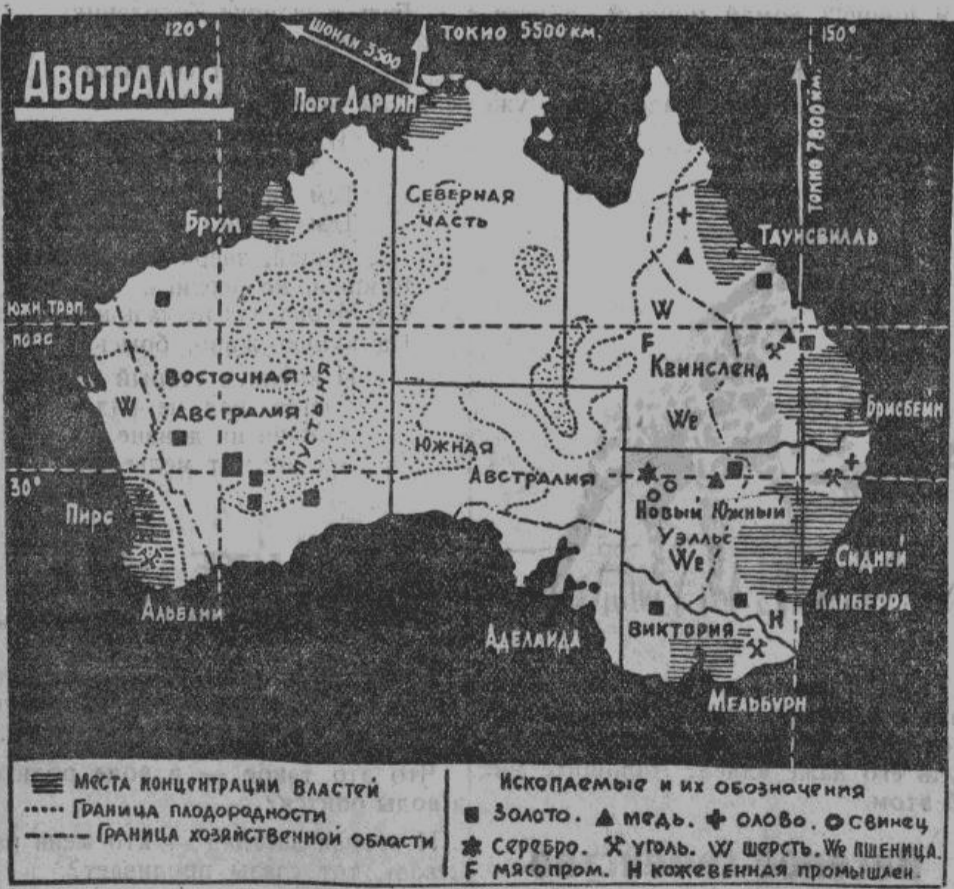 120°
ШОНАН 3500
ТОКИО 5500 КМ.
150°
АВСТРАЛИЯ
ПОРТ ДАРВИН
ТОКИО 7800 КМ.
СЕВЕРНАЯ
ЧАСТЬ
БРУМ
ТАУНСВИЛЛЬ
ЮЖН. ТРОП.
ПОЯС
W
F
КВИНСЛЕНД
ВОСТОЧНАЯ
АВСТРАЛИЯ
W
ПУСТЫНЯ
We
БРИСБЕЙН
ЮЖНАЯ
АВСТРАЛИЯ
30°
ПИРС
НОВЫЙ ЮЖНЫЙ
УЭЛЛЬС
We
СИДНЕЙ
КАНБЕРРА
АЛЬБАНИ
АДЕЛАИДА
ВИКТОРИЯ
H
МЕЛЬБУРН
МЕСТА КОНЦЕНТРАЦИИ ВЛАСТЕЙ
ГРАНИЦА ПЛОДОРОДНОСТИ
ГРАНИЦА ХОЗЯЙСТВЕННОЙ ОБЛАСТИ
ИСКОПАЕМЫЕ И ИХ ОБОЗНАЧЕНИЯ
ЗОЛОТО. МЕДЬ. ОЛОВО. СВИНЕЦ
СЕРЕБРО. УГОЛЬ. W ШЕРСТЬ. We ПШЕНИЦА.
F МЯСОПРОМ. H КОЖЕВЕННАЯ ПРОМЫШЛЕН.